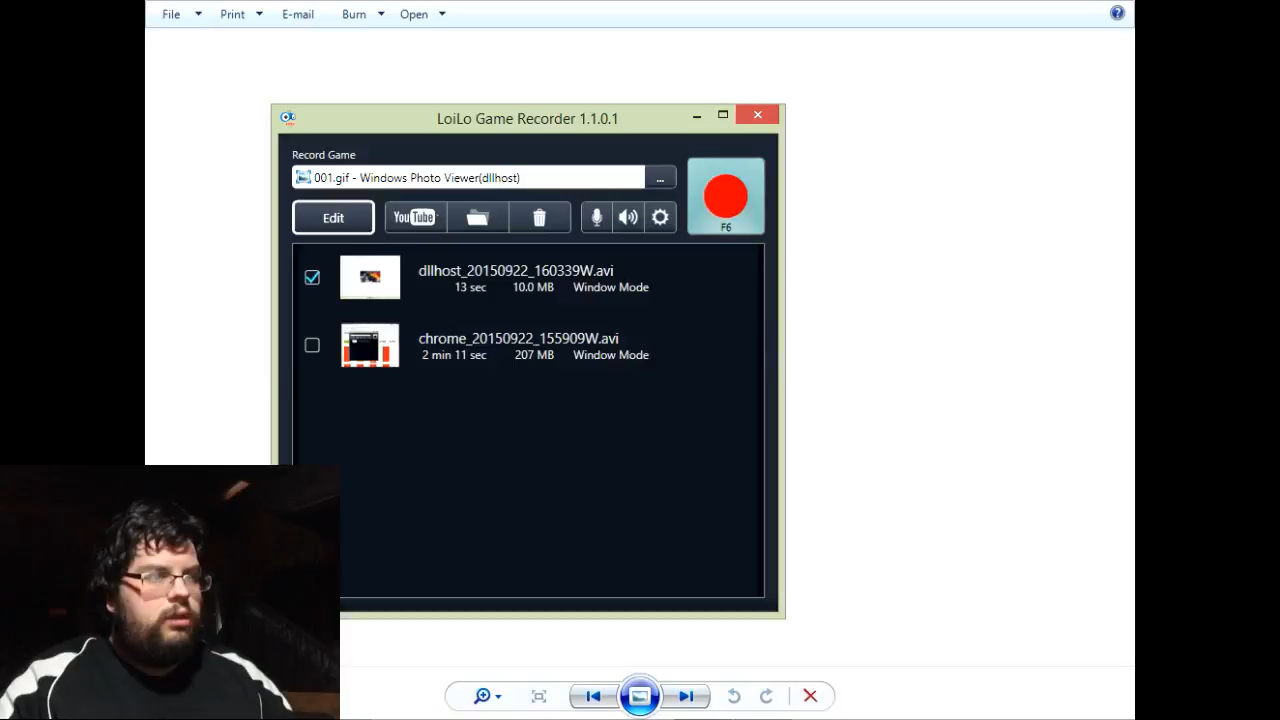 File Print E-mail Burn Open
LoiLo Game Recorder 1.1.0.1
Record Game
001.gif - Windows Photo Viewer(dllhost) ...
Edit YouTube
F6
dllhost_20150922_160339W.avi
13 sec 10.0 MB Window Mode
chrome_20150922_155909W.avi
2 min 11 sec 207 MB Window Mode